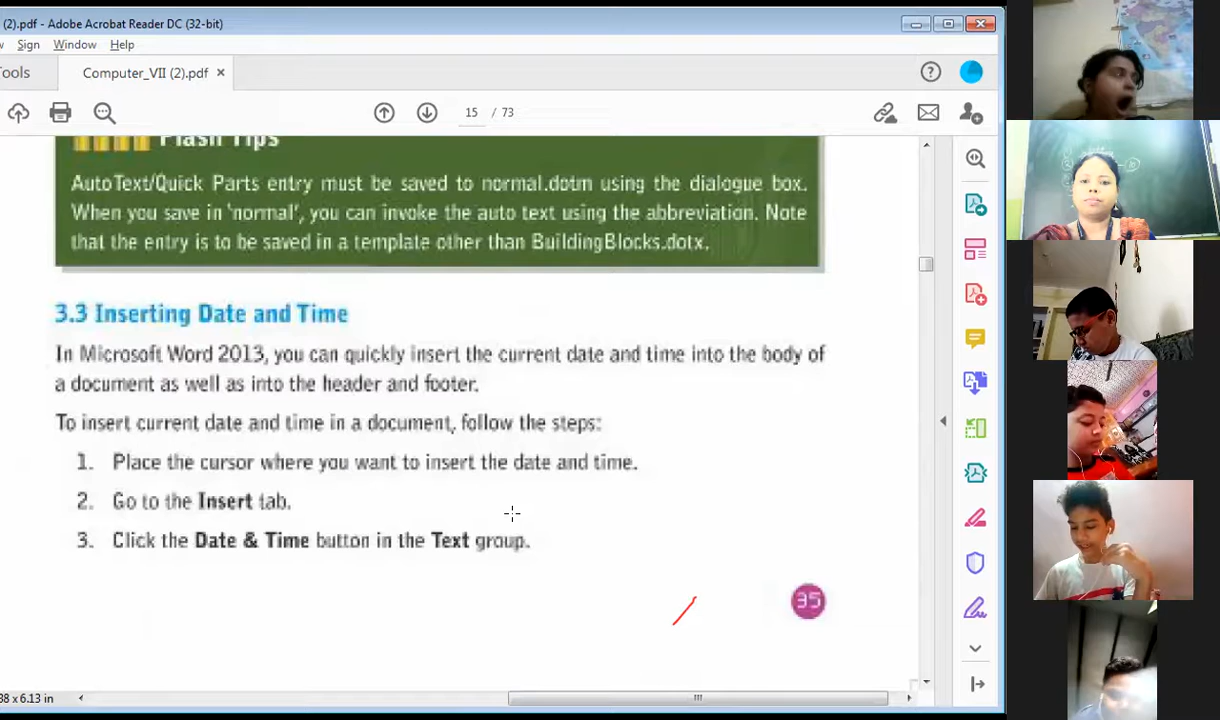 (2).pdf - Adobe Acrobat Reader DC (32-bit)
Sign Window Help
Tools
Computer_VII (2).pdf ×
15 / 73
Flash Tips
AutoText/Quick Parts entry must be saved to normal.dotm using the dialogue box.
When you save in 'normal', you can invoke the auto text using the abbreviation. Note
that the entry is to be saved in a template other than BuildingBlocks.dotx.
3.3 Inserting Date and Time
In Microsoft Word 2013, you can quickly insert the current date and time into the body of
a document as well as into the header and footer.
To insert current date and time in a document, follow the steps:
1. Place the cursor where you want to insert the date and time.
2. Go to the Insert tab.
3. Click the Date & Time button in the Text group.
35
38 x 6.13 in